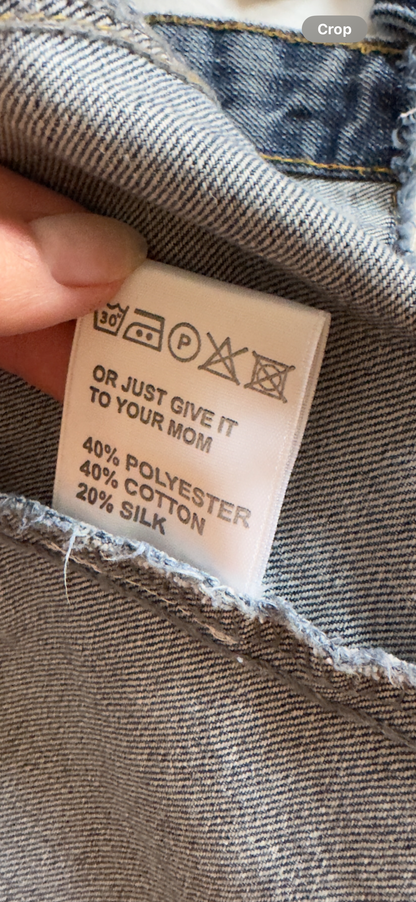 Crop
30
P
OR JUST GIVE IT
TO YOUR MOM
40% POLYESTER
40% COTTON
20% SILK